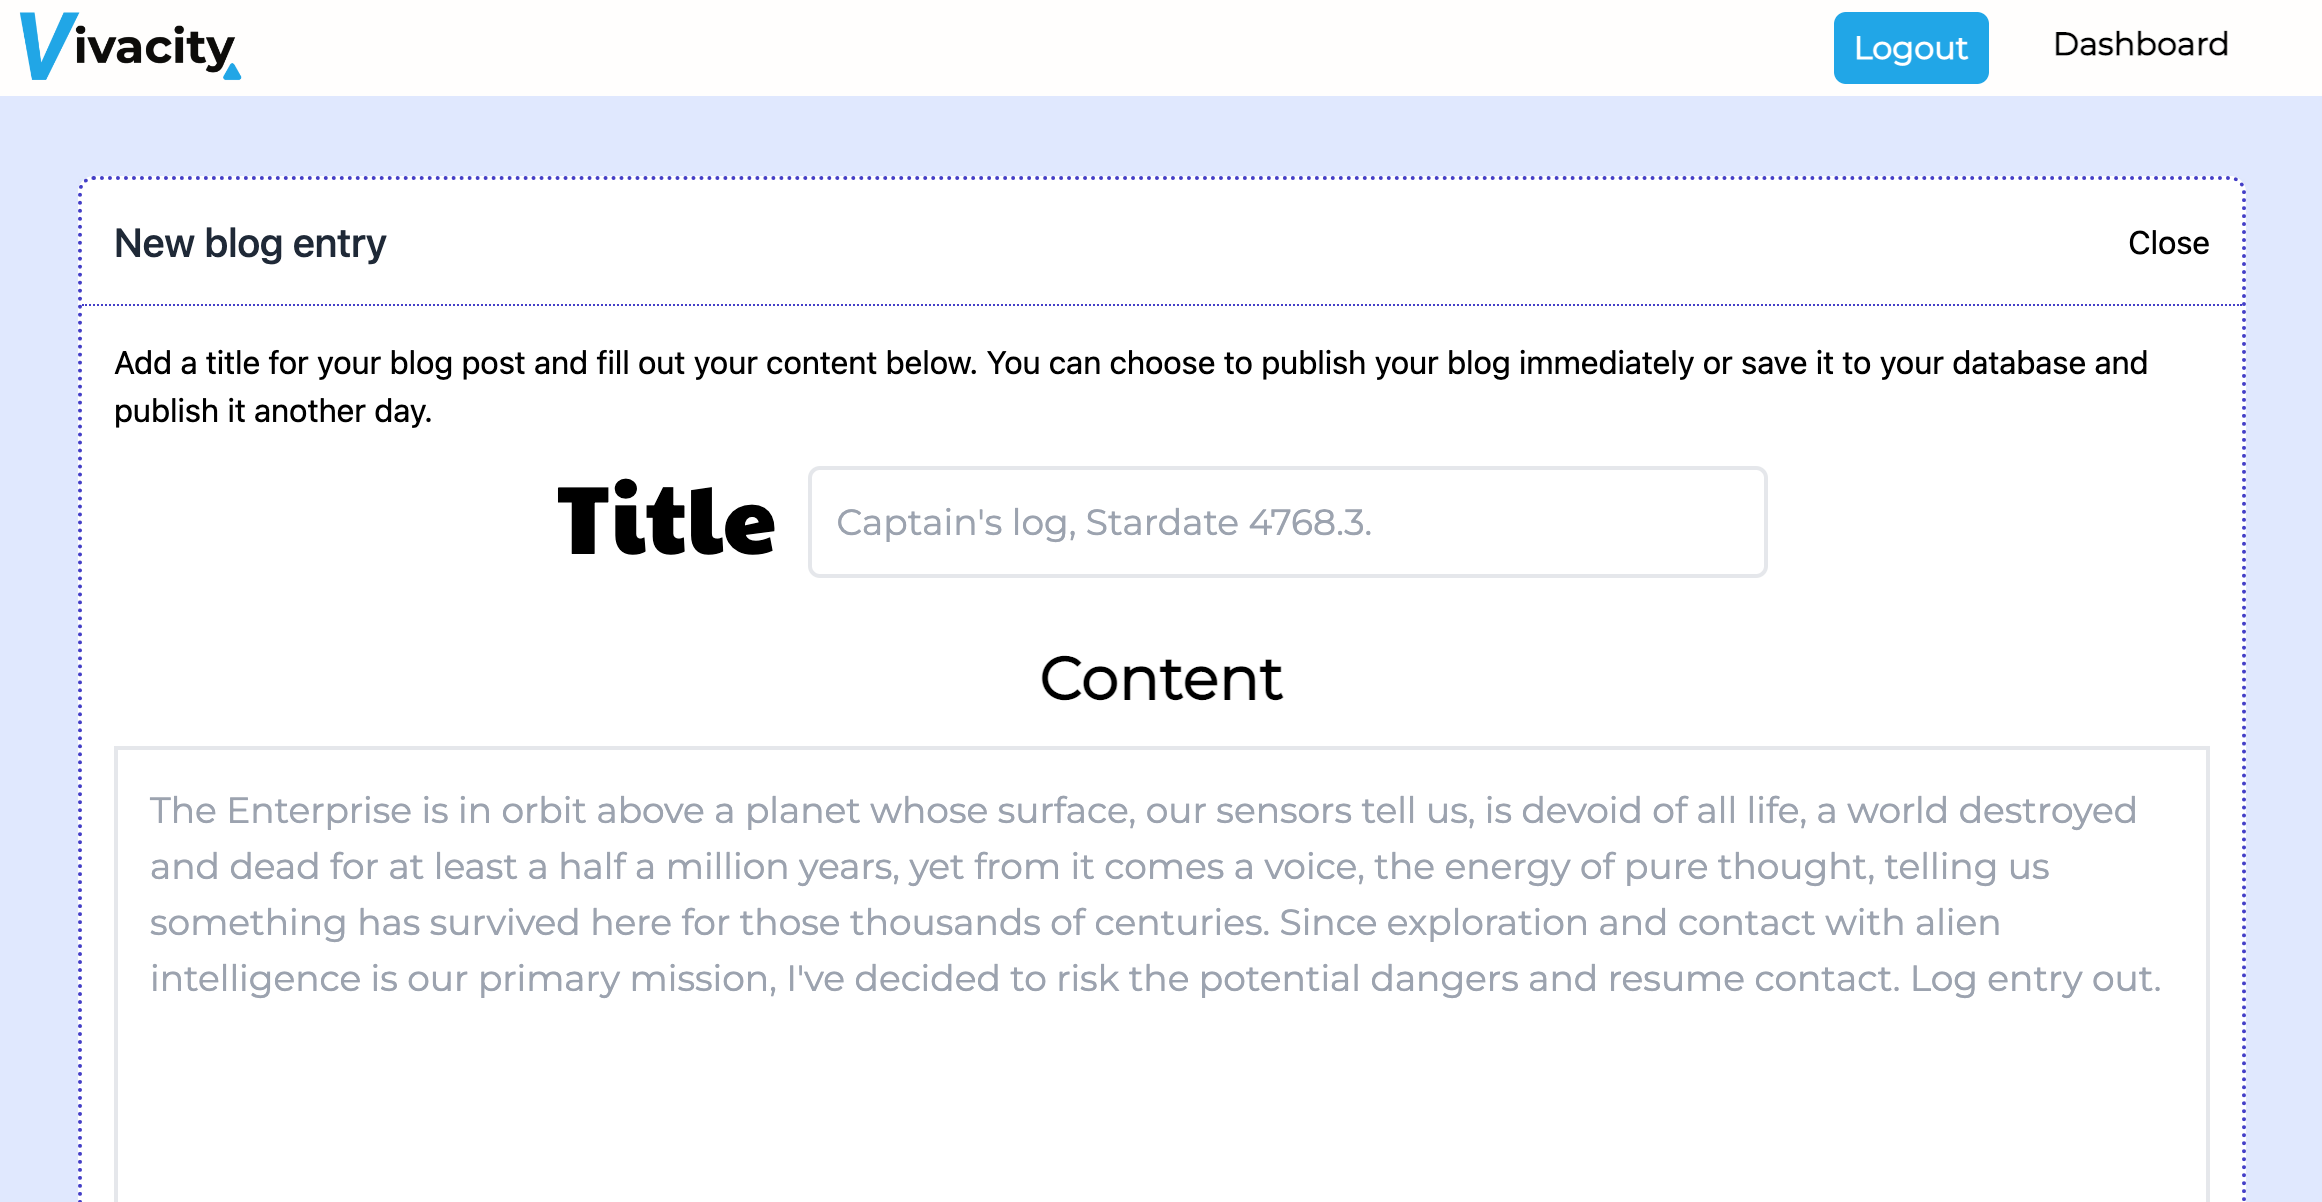 Vivacity
Logout
Dashboard
New blog entry
Close
Add a title for your blog post and fill out your content below. You can choose to publish your blog immediately or save it to your database and
publish it another day.
Title
Captain's log, Stardate 4768.3.
Content
The Enterprise is in orbit above a planet whose surface, our sensors tell us, is devoid of all life, a world destroyed
and dead for at least a half a million years, yet from it comes a voice, the energy of pure thought, telling us
something has survived here for those thousands of centuries. Since exploration and contact with alien
intelligence is our primary mission, I've decided to risk the potential dangers and resume contact. Log entry out.